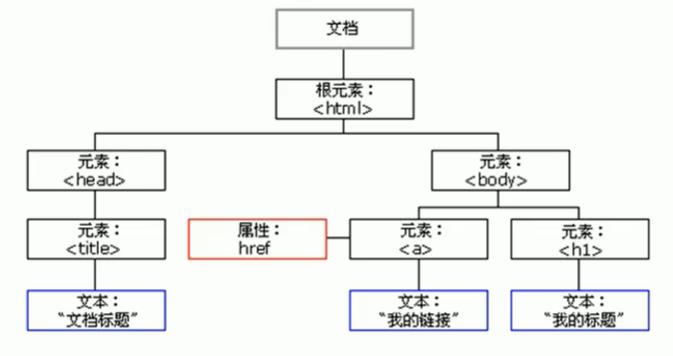 文档
根元素：
<html>
元素：
<head>
元素：
<body>
元素：
<title>
属性：
href
元素：
<a>
元素：
<h1>
文本：
“文档标题”
文本：
“我的链接”
文本：
“我的标题”